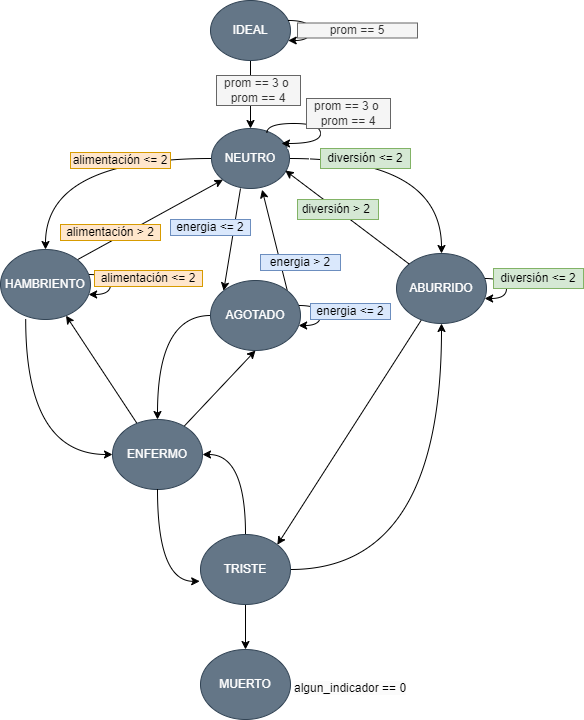 IDEAL
prom == 5
prom == 3 o
prom == 4
prom == 3 o
prom == 4
NEUTRO
alimentación <= 2
diversión <= 2
diversión > 2
energia <= 2
alimentación > 2
energia > 2
HAMBRIENTO
alimentación <= 2
diversión <= 2
ABURRIDO
AGOTADO
energia <= 2
ENFERMO
TRISTE
MUERTO
algun_indicador == 0